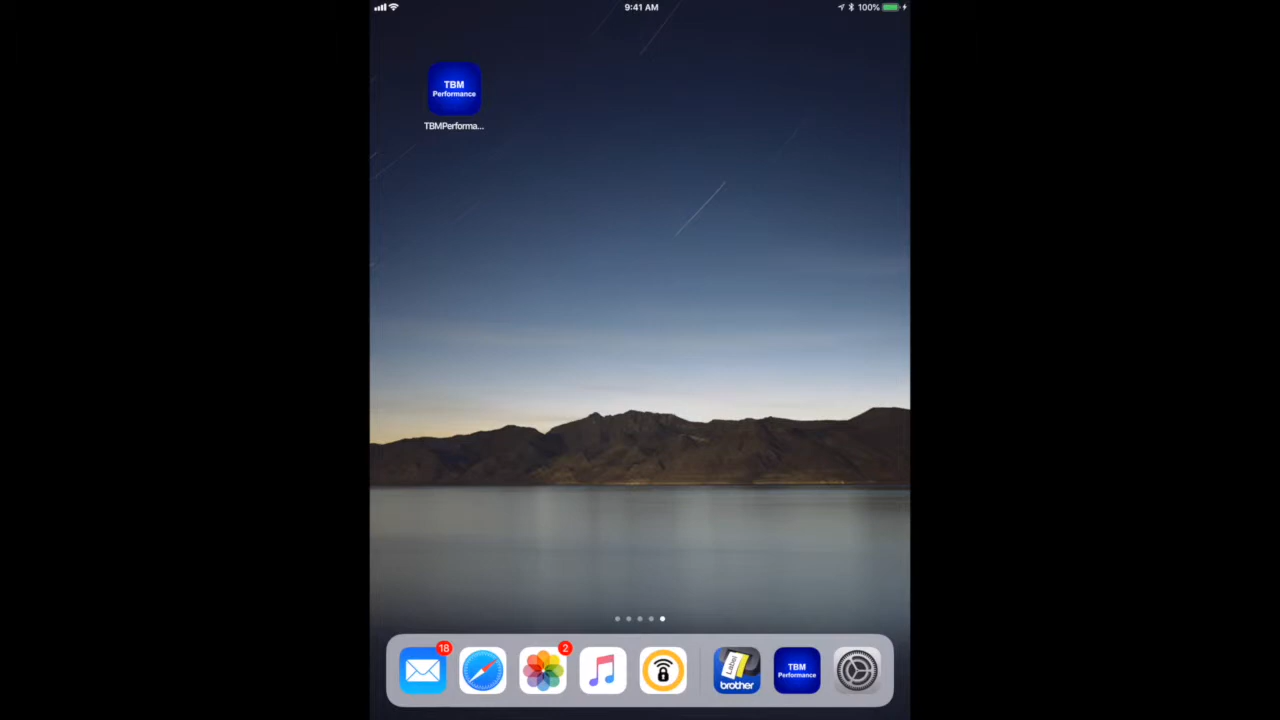 9:41 AM
100%
TBM
Performance
TBMPerforma...
18
2
Label
brother
TBM
Performance